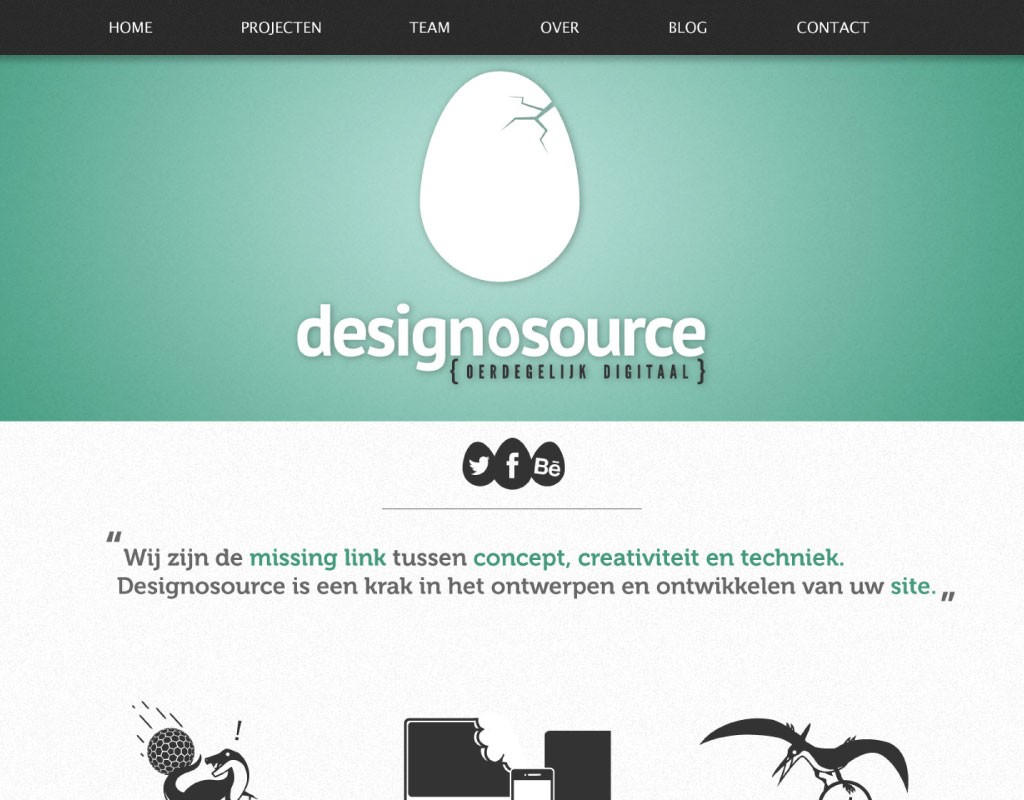 HOME PROJECTEN TEAM OVER BLOG CONTACT
designosource
{ OERDEGELIJK DIGITAAL }
f Bē
“Wij zijn de missing link tussen concept, creativiteit en techniek.
Designosource is een krak in het ontwerpen en ontwikkelen van uw site.”
!